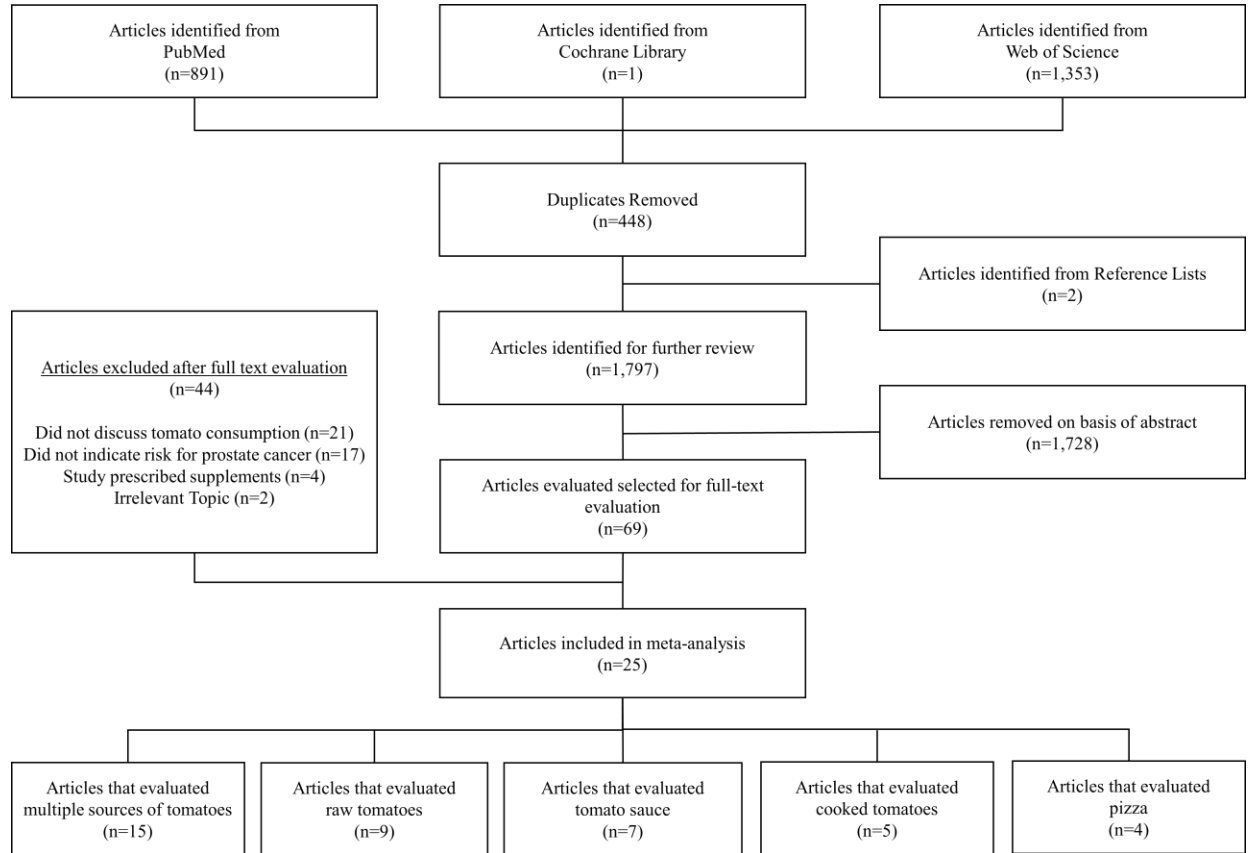 Articles identified from
PubMed
(n=891)
Articles identified from
Cochrane Library
(n=1)
Articles identified from
Web of Science
(n=1,353)
Duplicates Removed
(n=448)
Articles identified from Reference Lists
(n=2)
Articles identified for further review
(n=1,797)
Articles removed on basis of abstract
(n=1,728)
Articles excluded after full text evaluation
(n=44)
Did not discuss tomato consumption (n=21)
Did not indicate risk for prostate cancer (n=17)
Study prescribed supplements (n=4)
Irrelevant Topic (n=2)
Articles evaluated selected for full-text
evaluation
(n=69)
Articles included in meta-analysis
(n=25)
Articles that evaluated
multiple sources of tomatoes
(n=15)
Articles that evaluated
raw tomatoes
(n=9)
Articles that evaluated
tomato sauce
(n=7)
Articles that evaluated
cooked tomatoes
(n=5)
Articles that evaluated
pizza
(n=4)